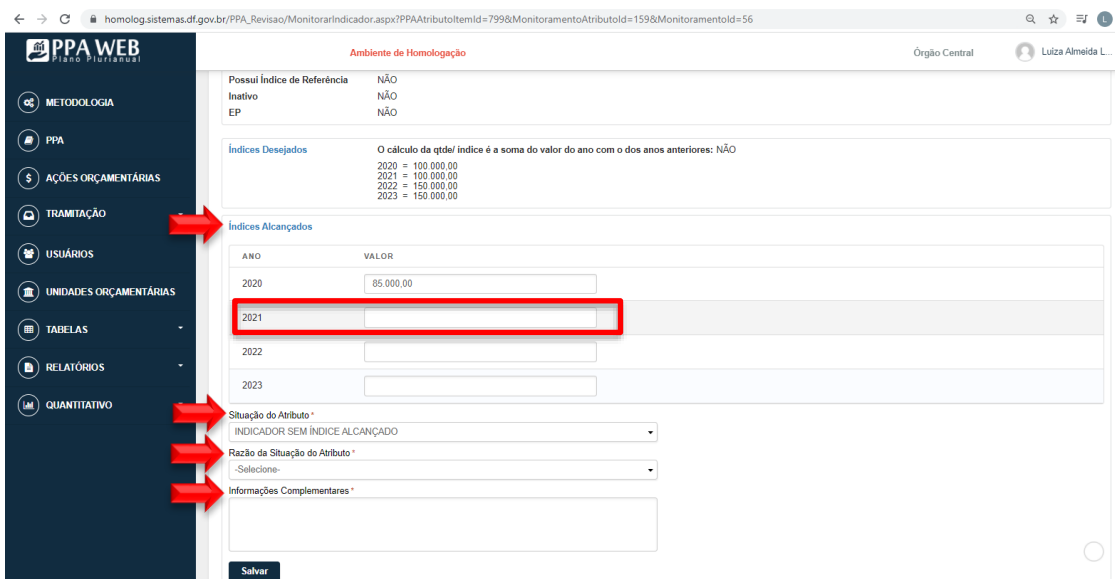 homolog.sistemas.df.gov.br/PPA_Revisao/MonitorarIndicador.aspx?PPAAtributoItemId=799&MonitoramentoAtributoId=159&MonitoramentoId=56
L
PPA WEB
Plano Plurianual
Ambiente de Homologação
Órgão Central
Luiza Almeida L...
METODOLOGIA
PPA
AÇÕES ORÇAMENTÁRIAS
TRAMITAÇÃO
USUÁRIOS
UNIDADES ORÇAMENTÁRIAS
TABELAS
RELATÓRIOS
QUANTITATIVO
Possui Índice de Referência NÃO
Inativo NÃO
EP NÃO
Índices Desejados O cálculo da qtde/ índice é a soma do valor do ano com o dos anos anteriores: NÃO
2020 = 100.000,00
2021 = 100.000,00
2022 = 150.000,00
2023 = 150.000,00
Índices Alcançados
ANO VALOR
2020 85.000,00
2021
2022
2023
Situação do Atributo *
INDICADOR SEM ÍNDICE ALCANÇADO
Razão da Situação do Atributo *
-Selecione-
Informações Complementares *
Salvar